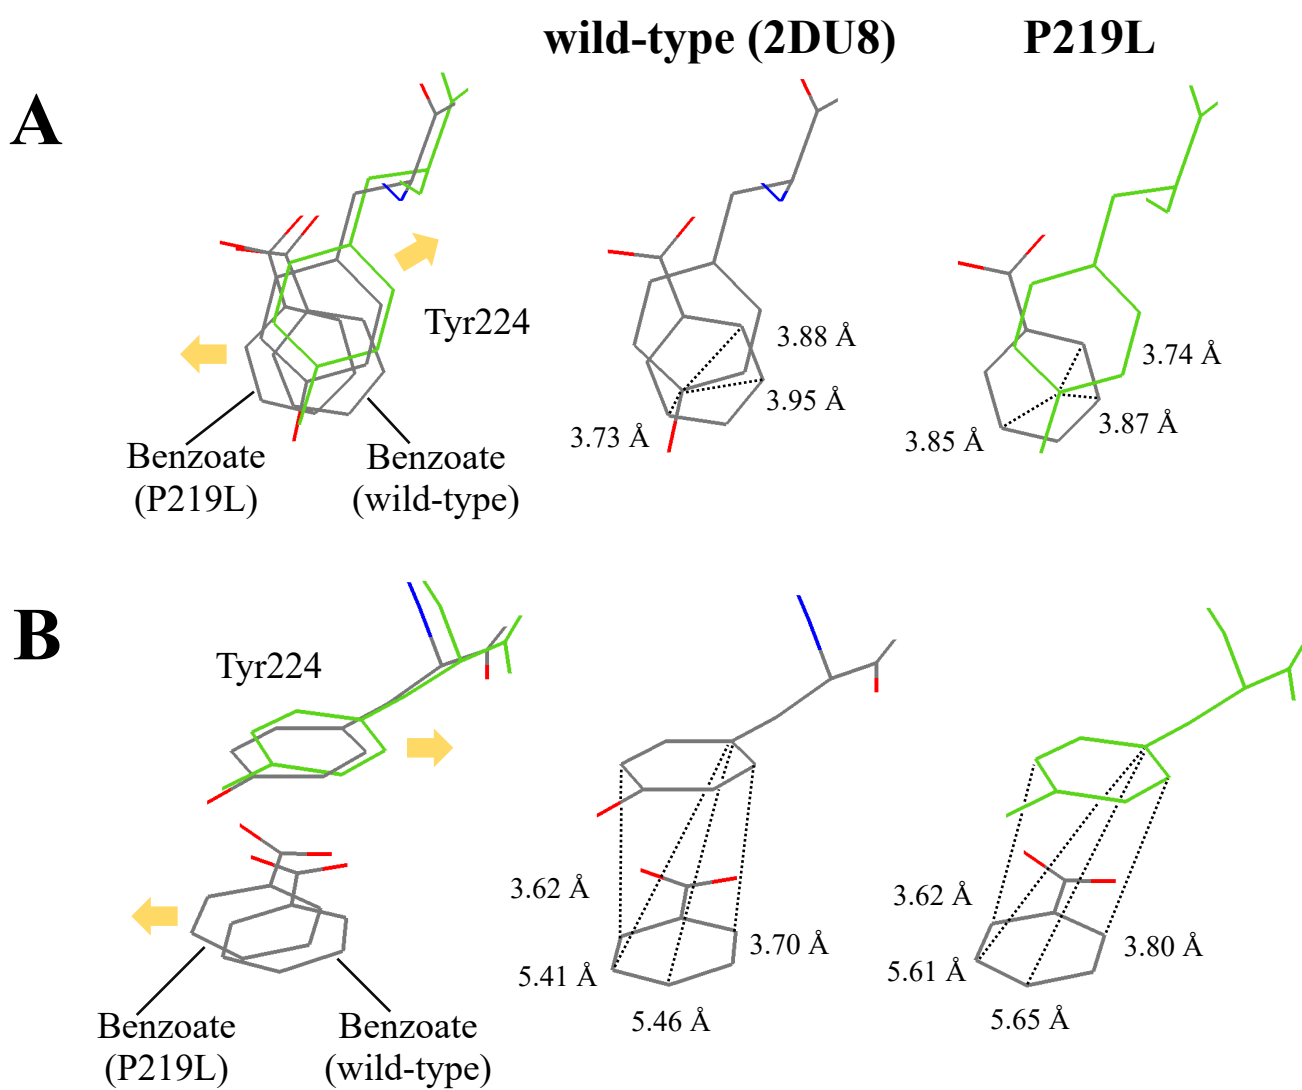 wild-type (2DU8) P219L
A
Tyr224
3.88 Å
3.95 Å
3.73 Å
3.74 Å
3.87 Å
3.85 Å
Benzoate
(P219L)
Benzoate
(wild-type)
B
Tyr224
3.62 Å
3.70 Å
5.41 Å
5.46 Å
3.62 Å
3.80 Å
5.61 Å
5.65 Å
Benzoate
(P219L)
Benzoate
(wild-type)